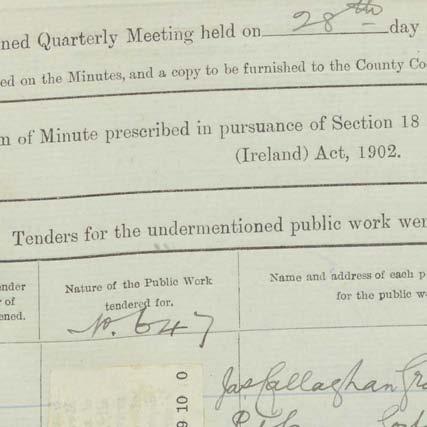 ned Quarterly Meeting held on 28th day
ed on the Minutes, and a copy to be furnished to the County Co
n of Minute prescribed in pursuance of Section 18
(Ireland) Act, 1902.
Tenders for the undermentioned public work wer
ender
of
ened.
Nature of the Public Work
tendered for.
No. 647
Name and address of each p
for the public w
Jas Callaghan
9 10 0